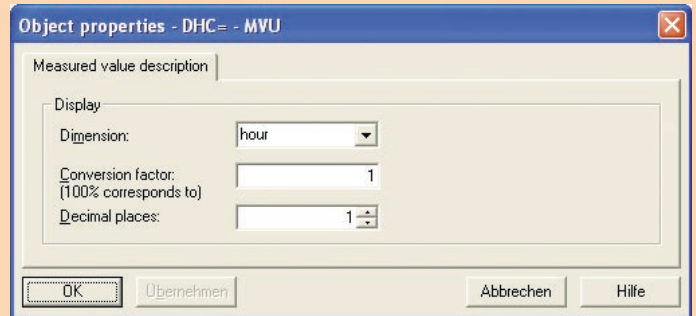 Object properties - DHC= - MVU
Measured value description
Display
Dimension:
hour
Conversion factor:
(100% corresponds to)
1
Decimal places:
1
OK
Übernehmen
Abbrechen
Hilfe